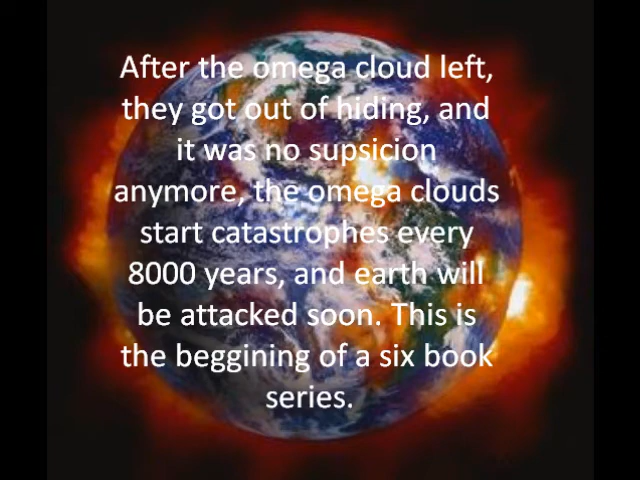 After the omega cloud left,
they got out of hiding, and
it was no supsicion
anymore, the omega clouds
start catastrophes every
8000 years, and earth will
be attacked soon. This is
the beggining of a six book
series.